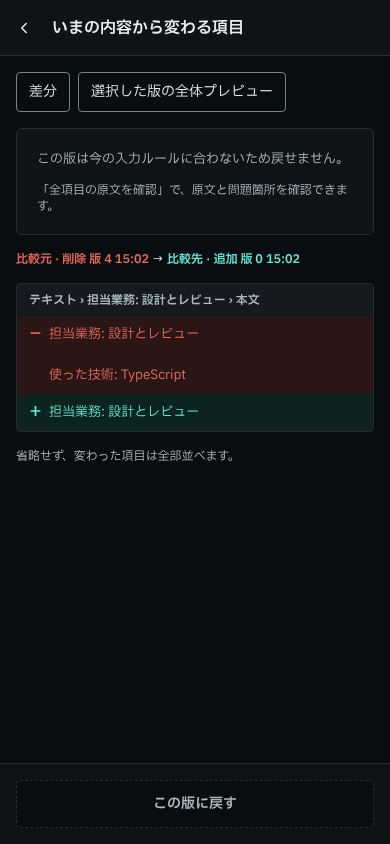 いまの内容から変わる項目
差分
選択した版の全体プレビュー
この版は今の入力ルールに合わないため戻せません。
「全項目の原文を確認」で、原文と問題箇所を確認できま
す。
比較元・削除 版 4 15:02 → 比較先・追加 版 0 15:02
テキスト › 担当業務: 設計とレビュー › 本文
− 担当業務: 設計とレビュー
使った技術: TypeScript
+ 担当業務: 設計とレビュー
省略せず、変わった項目は全部並べます。
この版に戻す